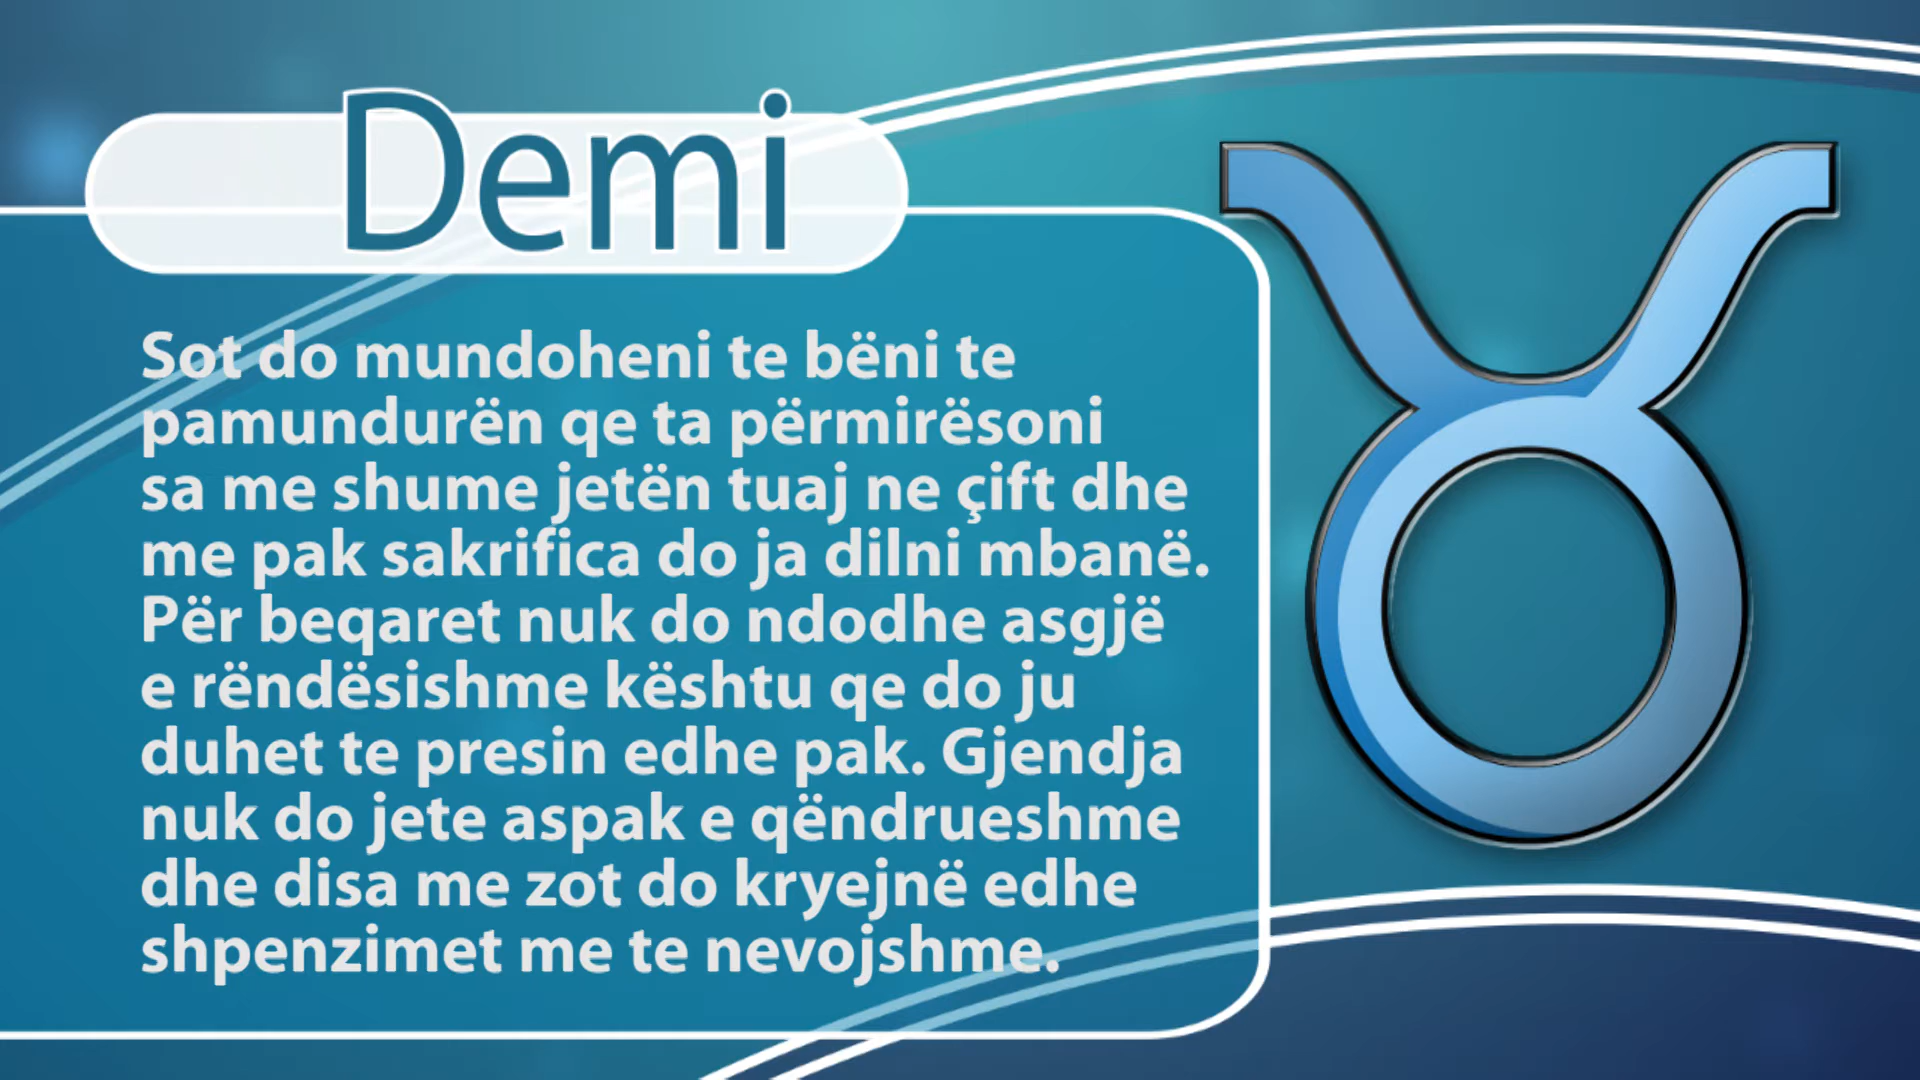 Demi
Sot do mundoheni te bëni te
pamundurën qe ta përmirësoni
sa me shume jetën tuaj ne çift dhe
me pak sakrifica do ja dilni mbanë.
Për beqaret nuk do ndodhe asgjë
e rëndësishme kështu qe do ju
duhet te presin edhe pak. Gjendja
nuk do jete aspak e qëndrueshme
dhe disa me zot do kryejnë edhe
shpenzimet me te nevojshme.